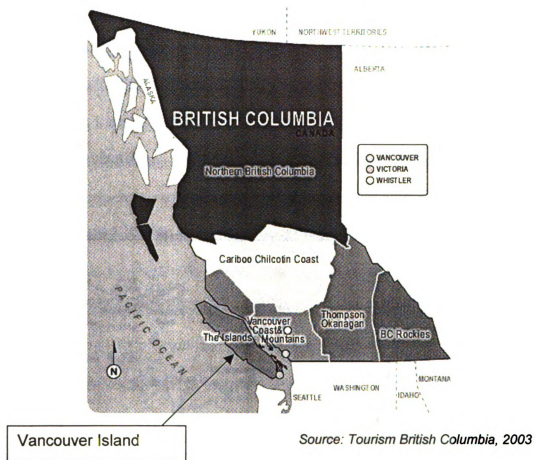 YUKON
NORTHWEST TERRITORIES
ALBERTA
ALASKA
BRITISH COLUMBIA
CANADA
Northern British Columbia
VANCOUVER
VICTORIA
WHISTLER
Cariboo Chilcotin Coast
PACIFIC OCEAN
Vancouver
Coast&
Mountains
The Islands
Thompson
Okanagan
BC Rockies
N
SEATTLE
WASHINGTON
IDAHO
MONTANA
Vancouver Island
Source: Tourism British Columbia, 2003